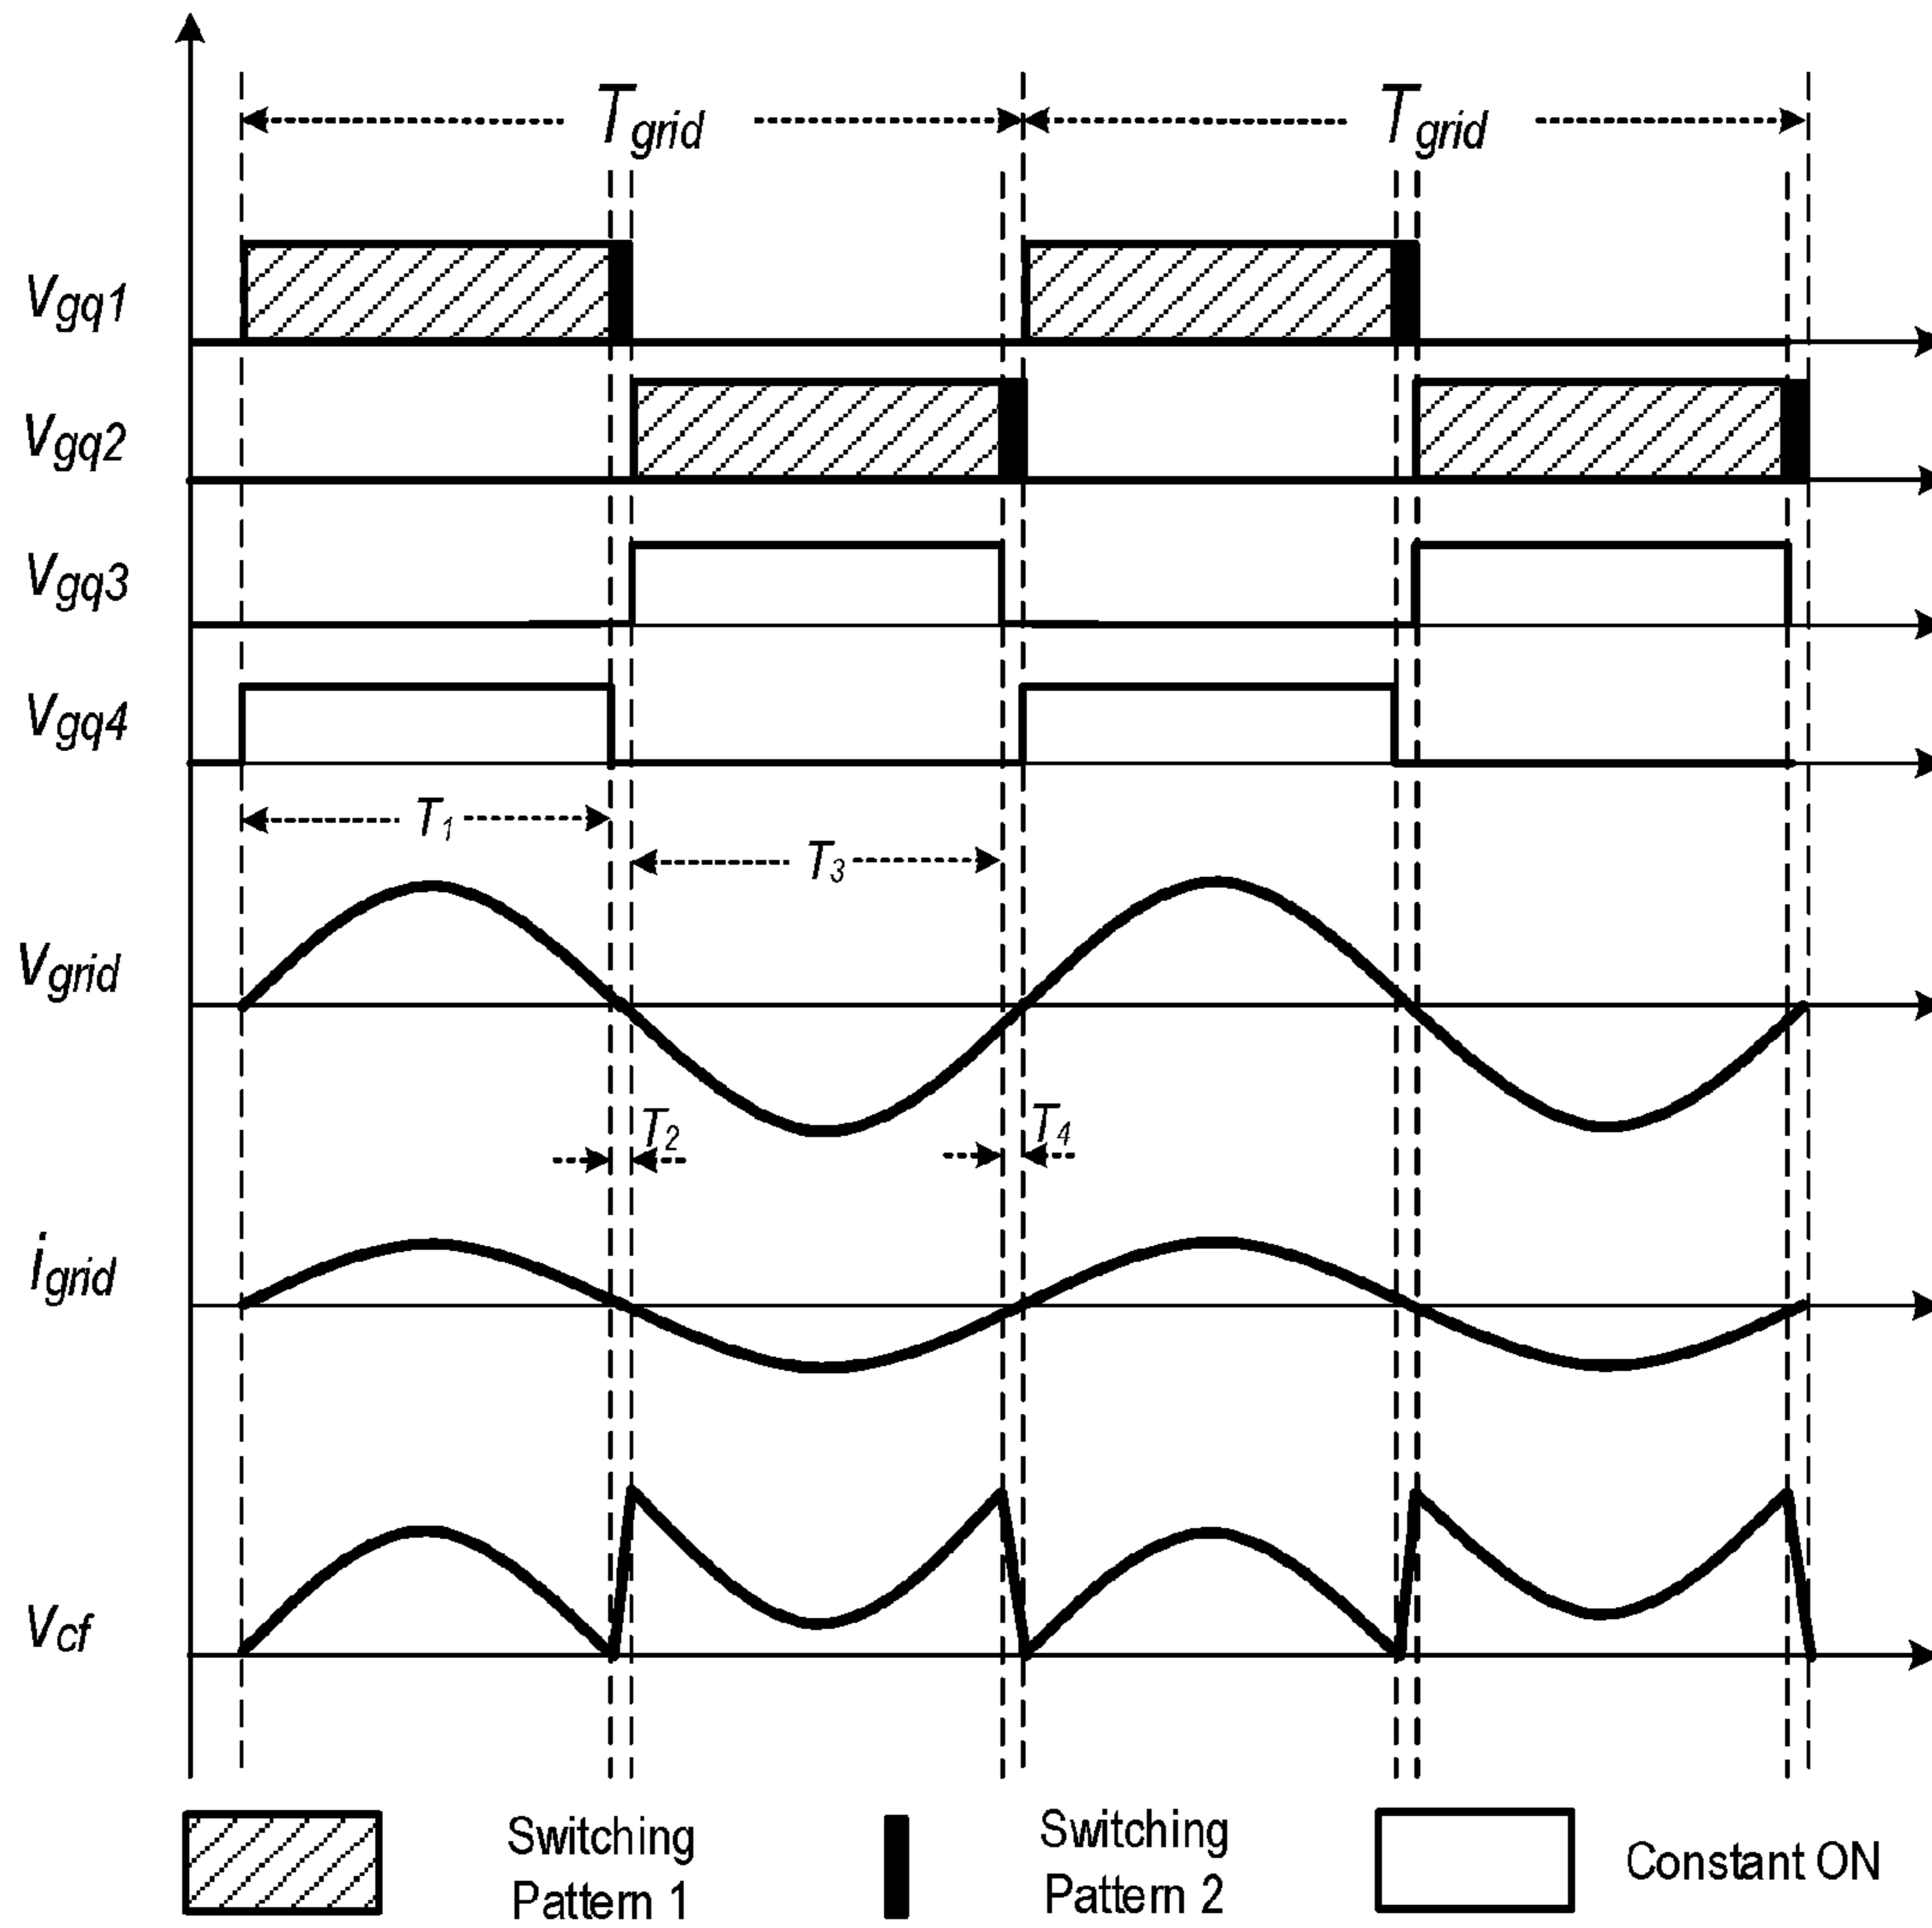 Tgrid Tgrid
Vgq1
Vgq2
Vgq3
Vgq4
T1
T3
Vgrid
T2 T4
igrid
Vcf
Switching Pattern 1
Switching Pattern 2
Constant ON